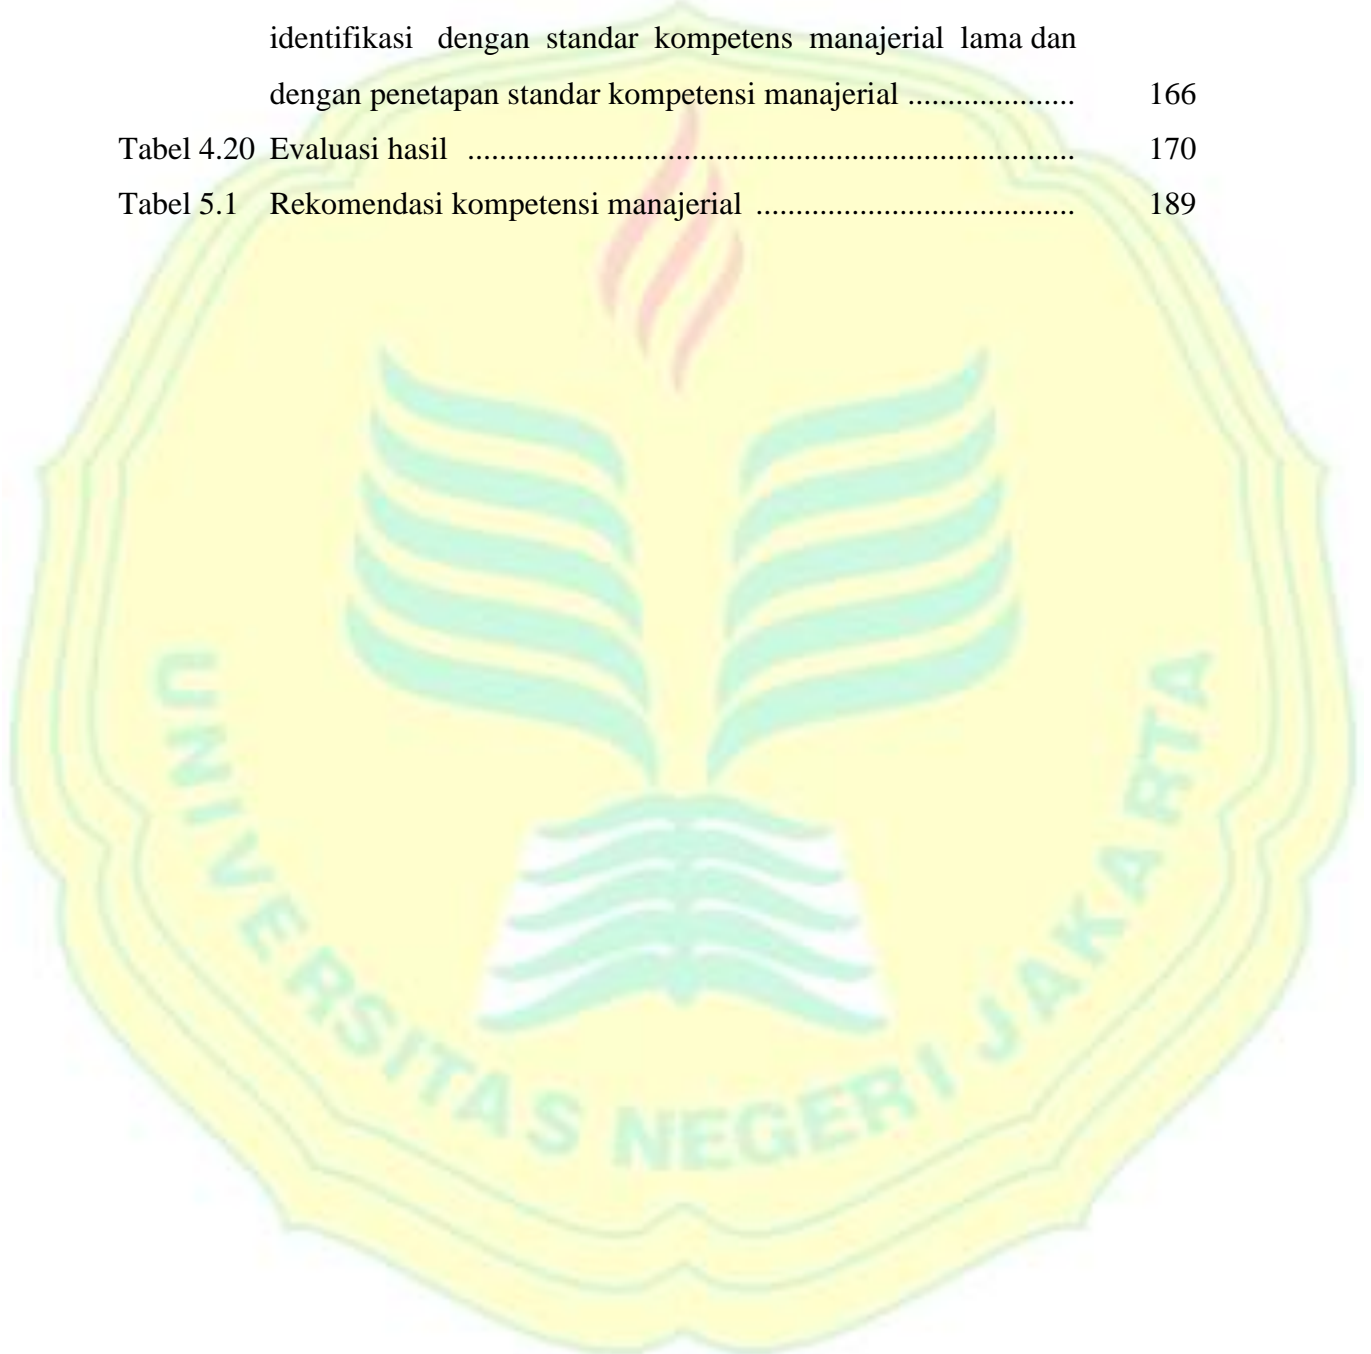 identifikasi dengan standar kompetens manajerial lama dan
dengan penetapan standar kompetensi manajerial ..................... 166
Tabel 4.20 Evaluasi hasil ............................................................................ 170
Tabel 5.1 Rekomendasi kompetensi manajerial ........................................ 189
UNIVERSITAS NEGERI JAKARTA